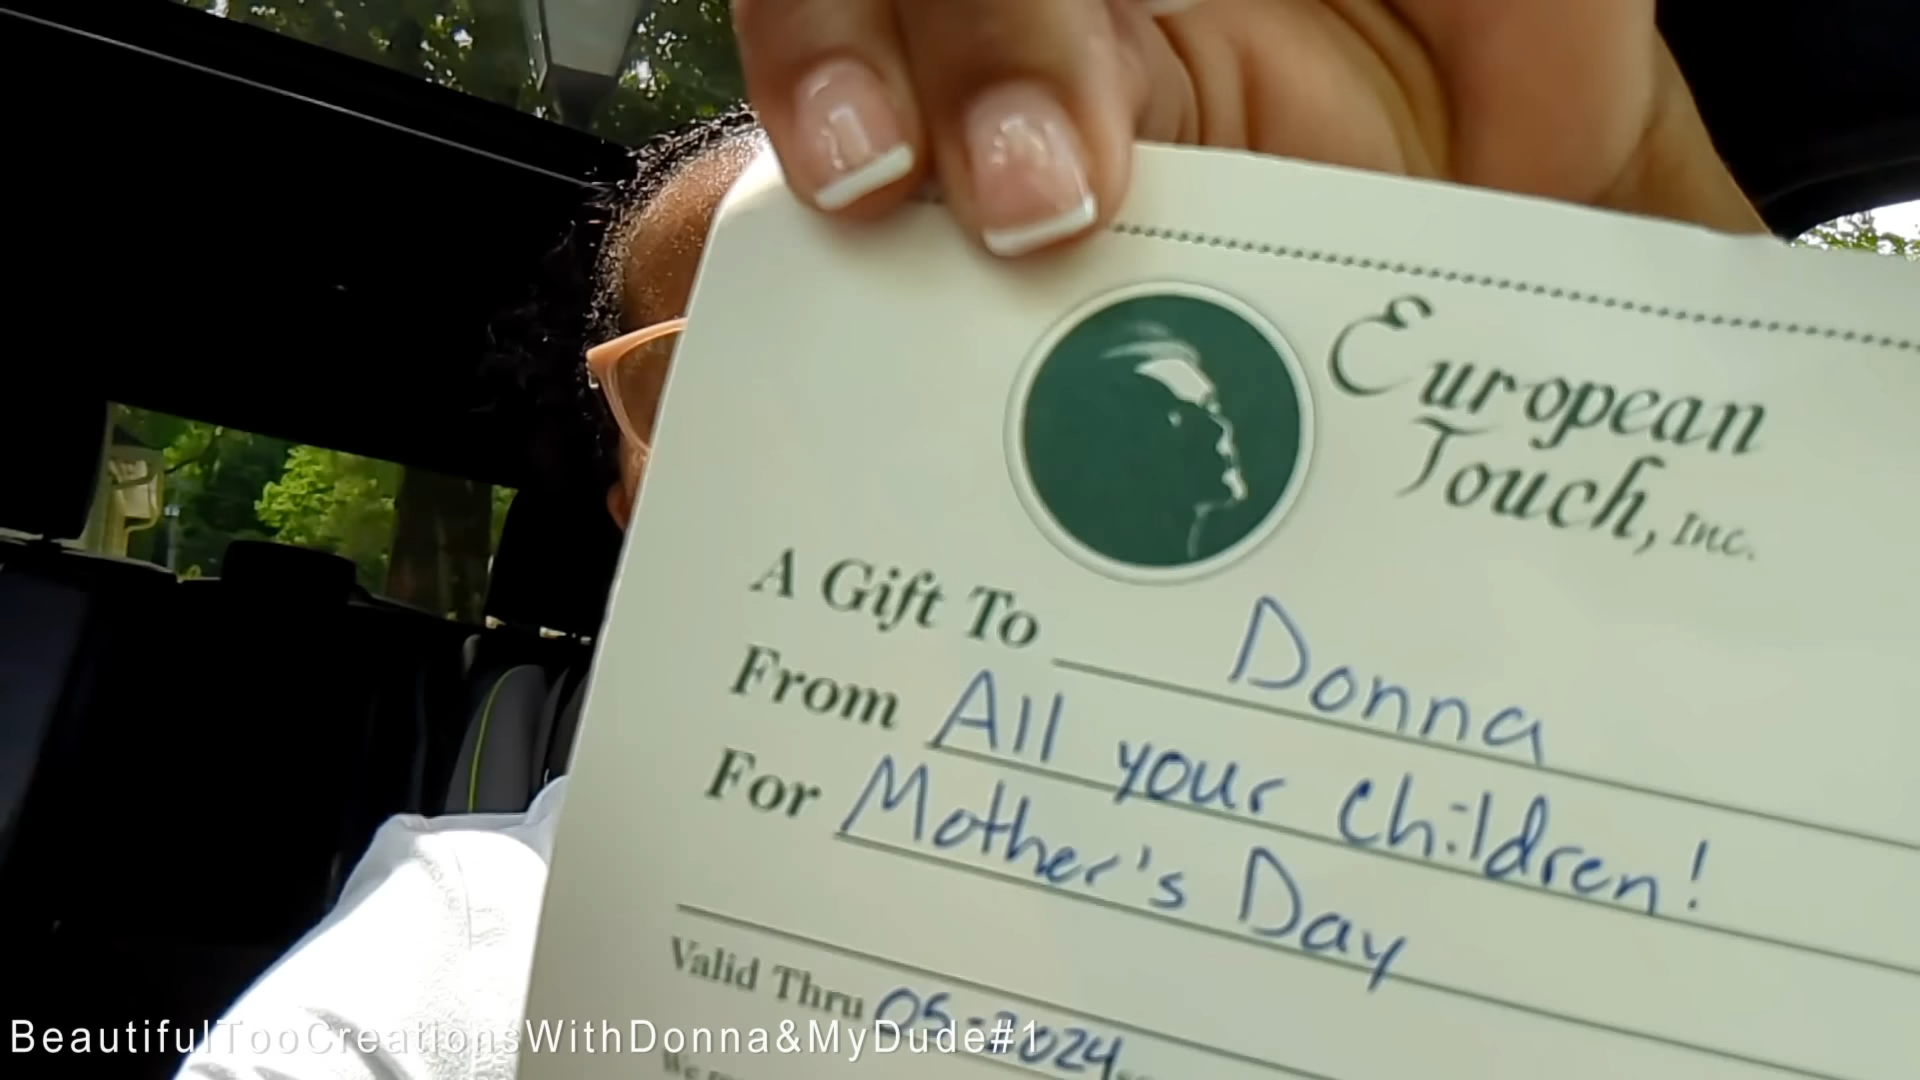 European
Touch, Inc.
A Gift To Donna
From All your children!
For Mother's Day
Valid Thru 05-2024
BeautifulTooCreationsWithDonna&MyDude#1
We